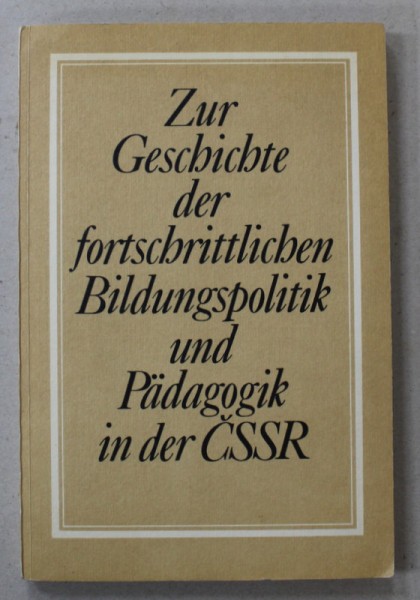 Zur
Geschichte
der
fortschrittlichen
Bildungspolitik
und
Pädagogik
in der ČSSR